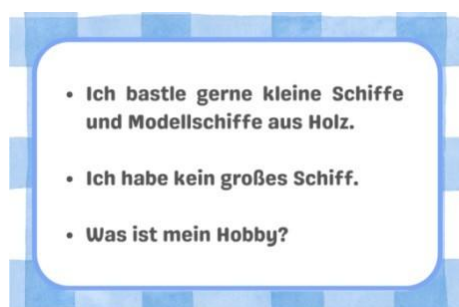 • Ich bastle gerne kleine Schiffe
und Modellschiffe aus Holz.
• Ich habe kein großes Schiff.
• Was ist mein Hobby?